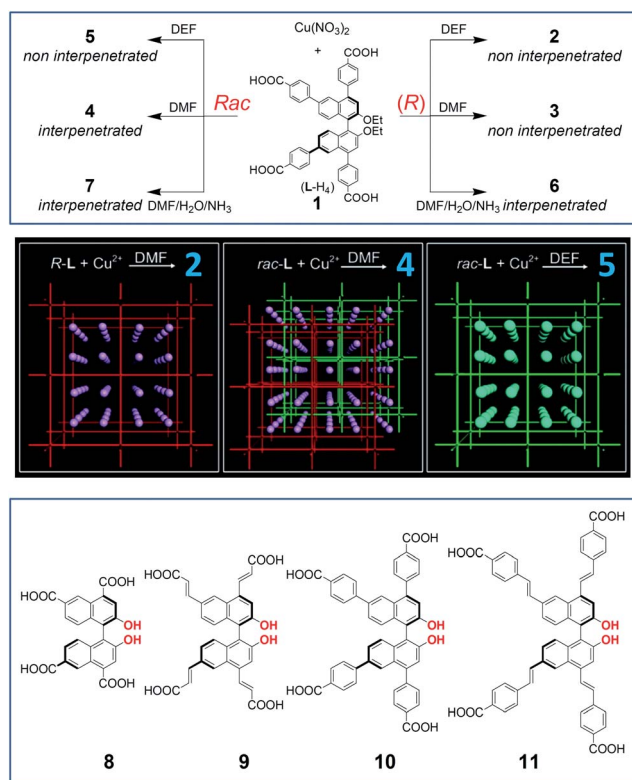 5
DEF
non interpenetrated
Cu(NO3)2
+
COOH
HOOC
DEF
2
non interpenetrated
4
DMF
interpenetrated
Rac
OEt
OEt
(R)
DMF
3
non interpenetrated
7
interpenetrated
DMF/H2O/NH3
HOOC
COOH
(L-H4)
1
6
DMF/H2O/NH3 interpenetrated
R-L + Cu2+ DMF 2
rac-L + Cu2+ DMF 4
rac-L + Cu2+ DEF 5
COOH
HOOC
OH
OH
HOOC
COOH
8
COOH
HOOC
OH
OH
HOOC
COOH
9
COOH
HOOC
OH
OH
HOOC
COOH
10
COOH
HOOC
OH
OH
HOOC
COOH
11